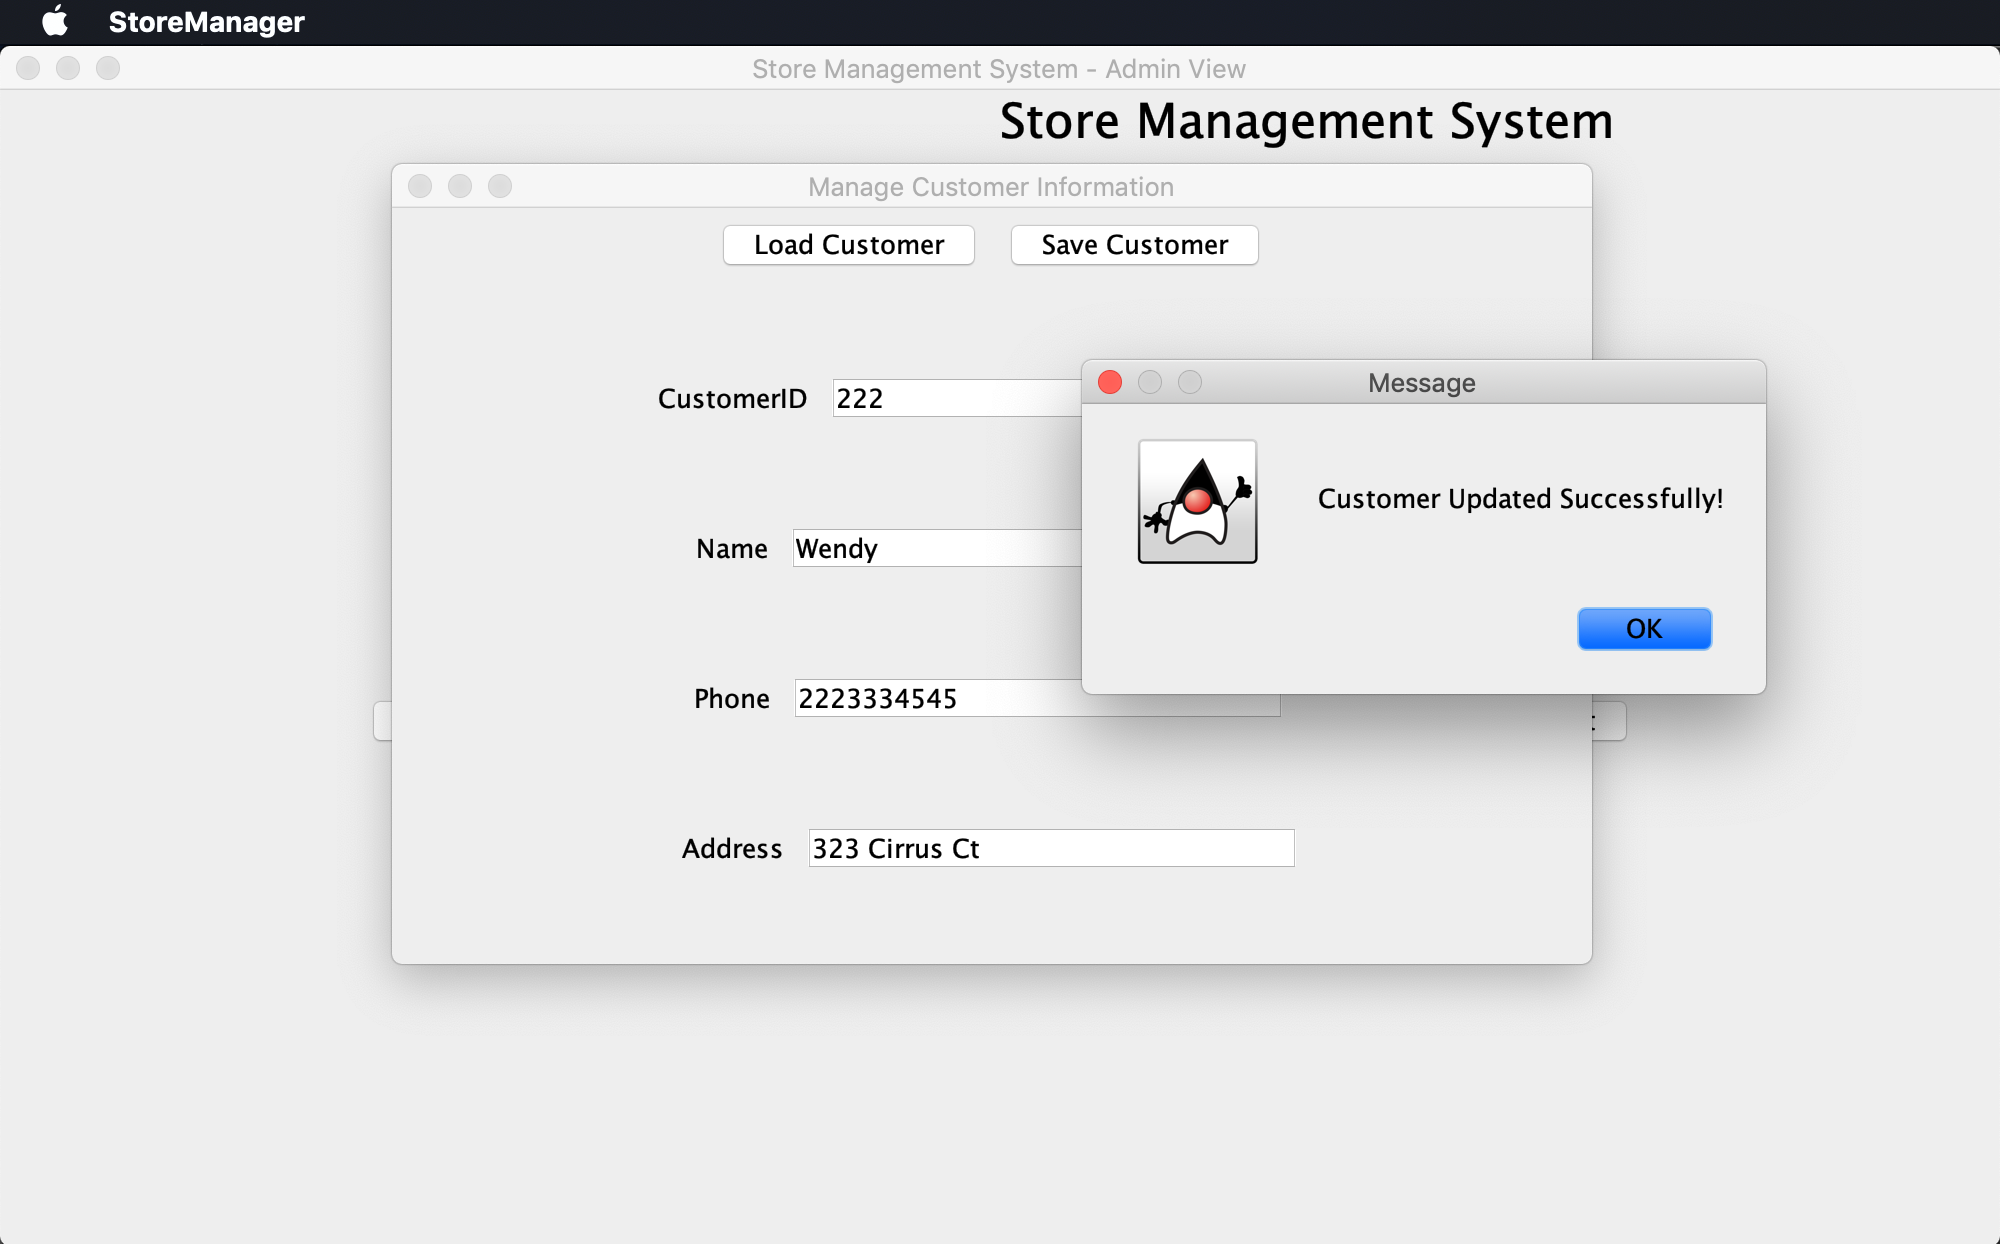 StoreManager
Store Management System - Admin View
Store Management System
Manage Customer Information
Load Customer
Save Customer
CustomerID
222
Name
Wendy
Phone
2223334545
Address
323 Cirrus Ct
Message
Customer Updated Successfully!
OK